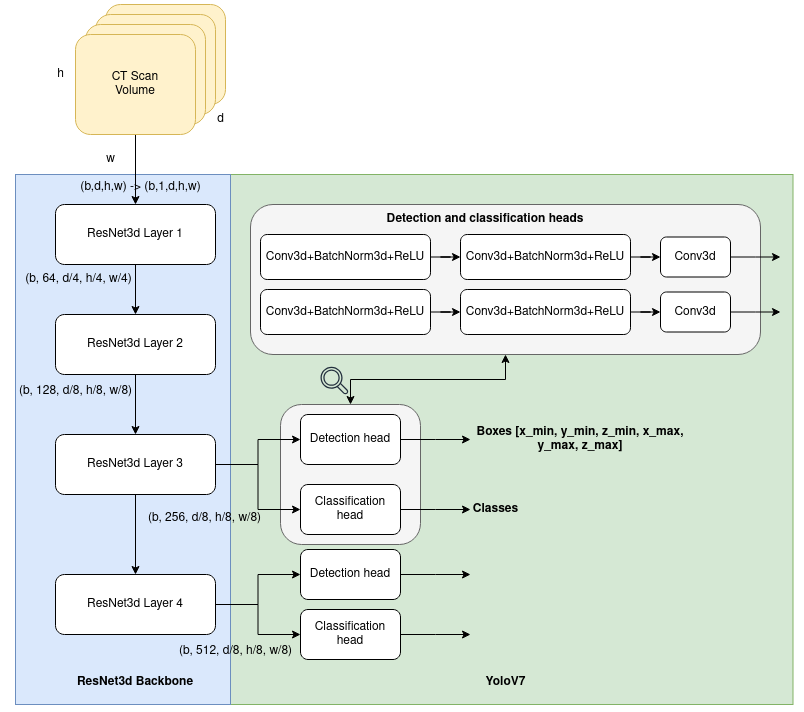 CT Scan
Volume
h
d
w
(b,d,h,w) -> (b,1,d,h,w)
ResNet3d Layer 1
(b, 64, d/4, h/4, w/4)
ResNet3d Layer 2
(b, 128, d/8, h/8, w/8)
ResNet3d Layer 3
(b, 256, d/8, h/8, w/8)
ResNet3d Layer 4
(b, 512, d/8, h/8, w/8)
ResNet3d Backbone
Detection and classification heads
Conv3d+BatchNorm3d+ReLU
Conv3d+BatchNorm3d+ReLU
Conv3d
Conv3d+BatchNorm3d+ReLU
Conv3d+BatchNorm3d+ReLU
Conv3d
Detection head
Boxes [x_min, y_min, z_min, x_max,
y_max, z_max]
Classification
head
Classes
Detection head
Classification
head
YoloV7